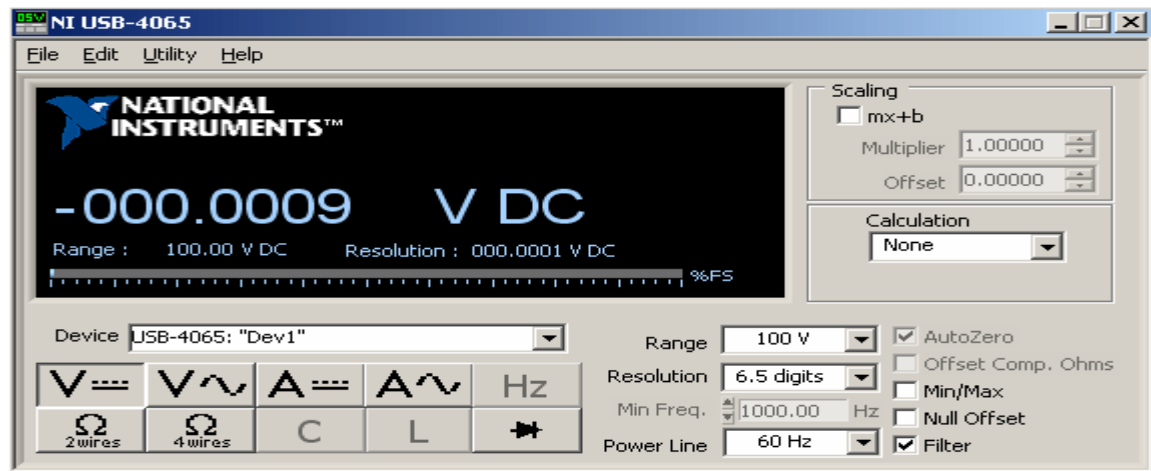 NI USB-4065
File Edit Utility Help
NATIONAL
INSTRUMENTS™
-000.0009 V DC
Range : 100.00 V DC Resolution : 000.0001 V DC
%FS
Scaling
mx+b
Multiplier 1.00000
Offset 0.00000
Calculation
None
Device USB-4065: "Dev1"
V V A A Hz
Ω 2wires Ω 4wires C L
Range 100 V
Resolution 6.5 digits
Min Freq. 1000.00 Hz
Power Line 60 Hz
AutoZero
Offset Comp. Ohms
Min/Max
Null Offset
Filter